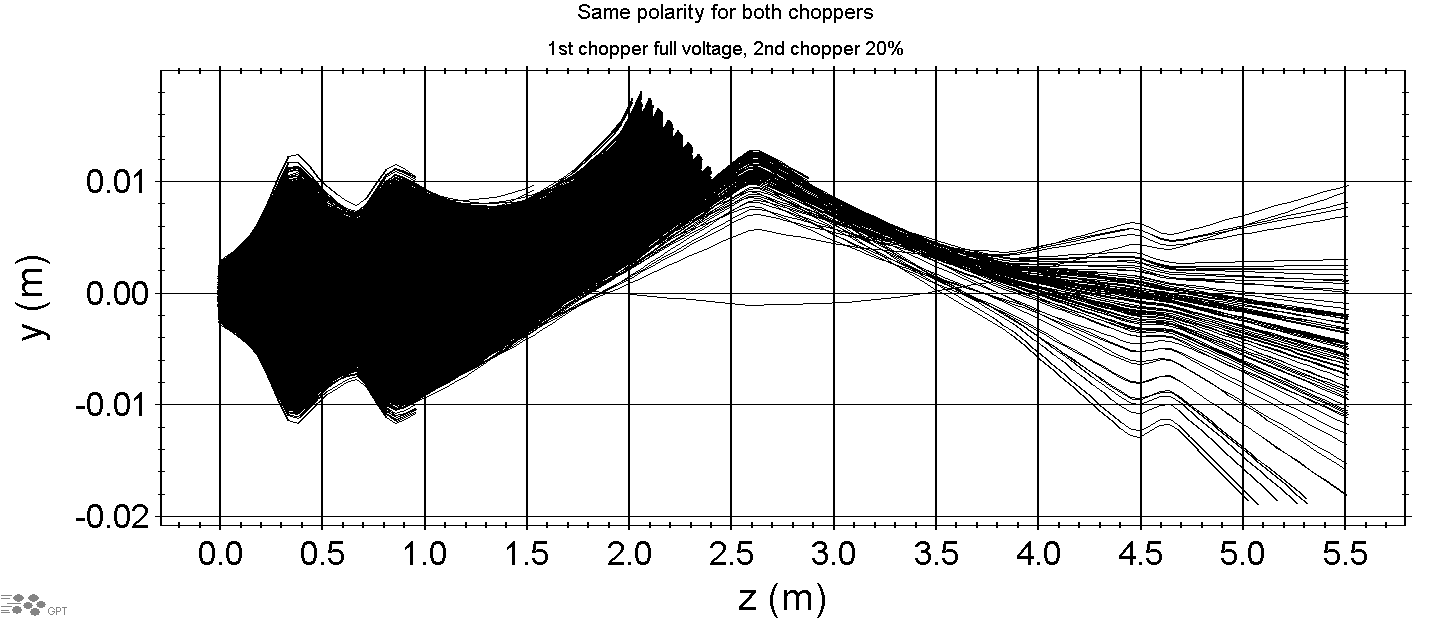 Same polarity for both choppers
1st chopper full voltage, 2nd chopper 20%
y (m)
0.01
0.00
-0.01
-0.02
0.0 0.5 1.0 1.5 2.0 2.5 3.0 3.5 4.0 4.5 5.0 5.5
z (m)
GPT